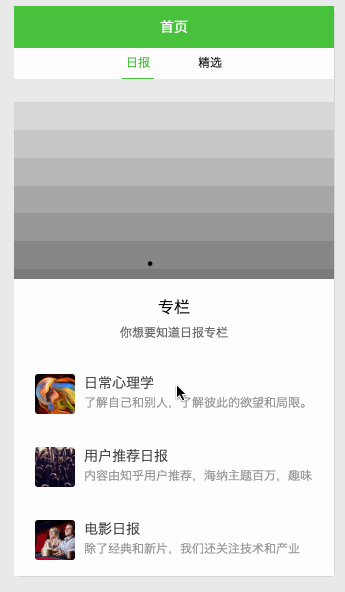 首页
日报 精选
专栏
你想要知道日报专栏
日常心理学
了解自己和别人，了解彼此的欲望和局限。
用户推荐日报
内容由知乎用户推荐，海纳主题百万，趣味
电影日报
除了经典和新片，我们还关注技术和产业